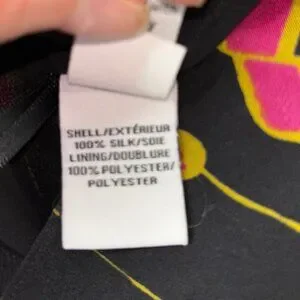 SHELL/EXTÉRIEUR
100% SILK/SOIE
LINING/DOUBLURE
100% POLYESTER/
POLYESTER